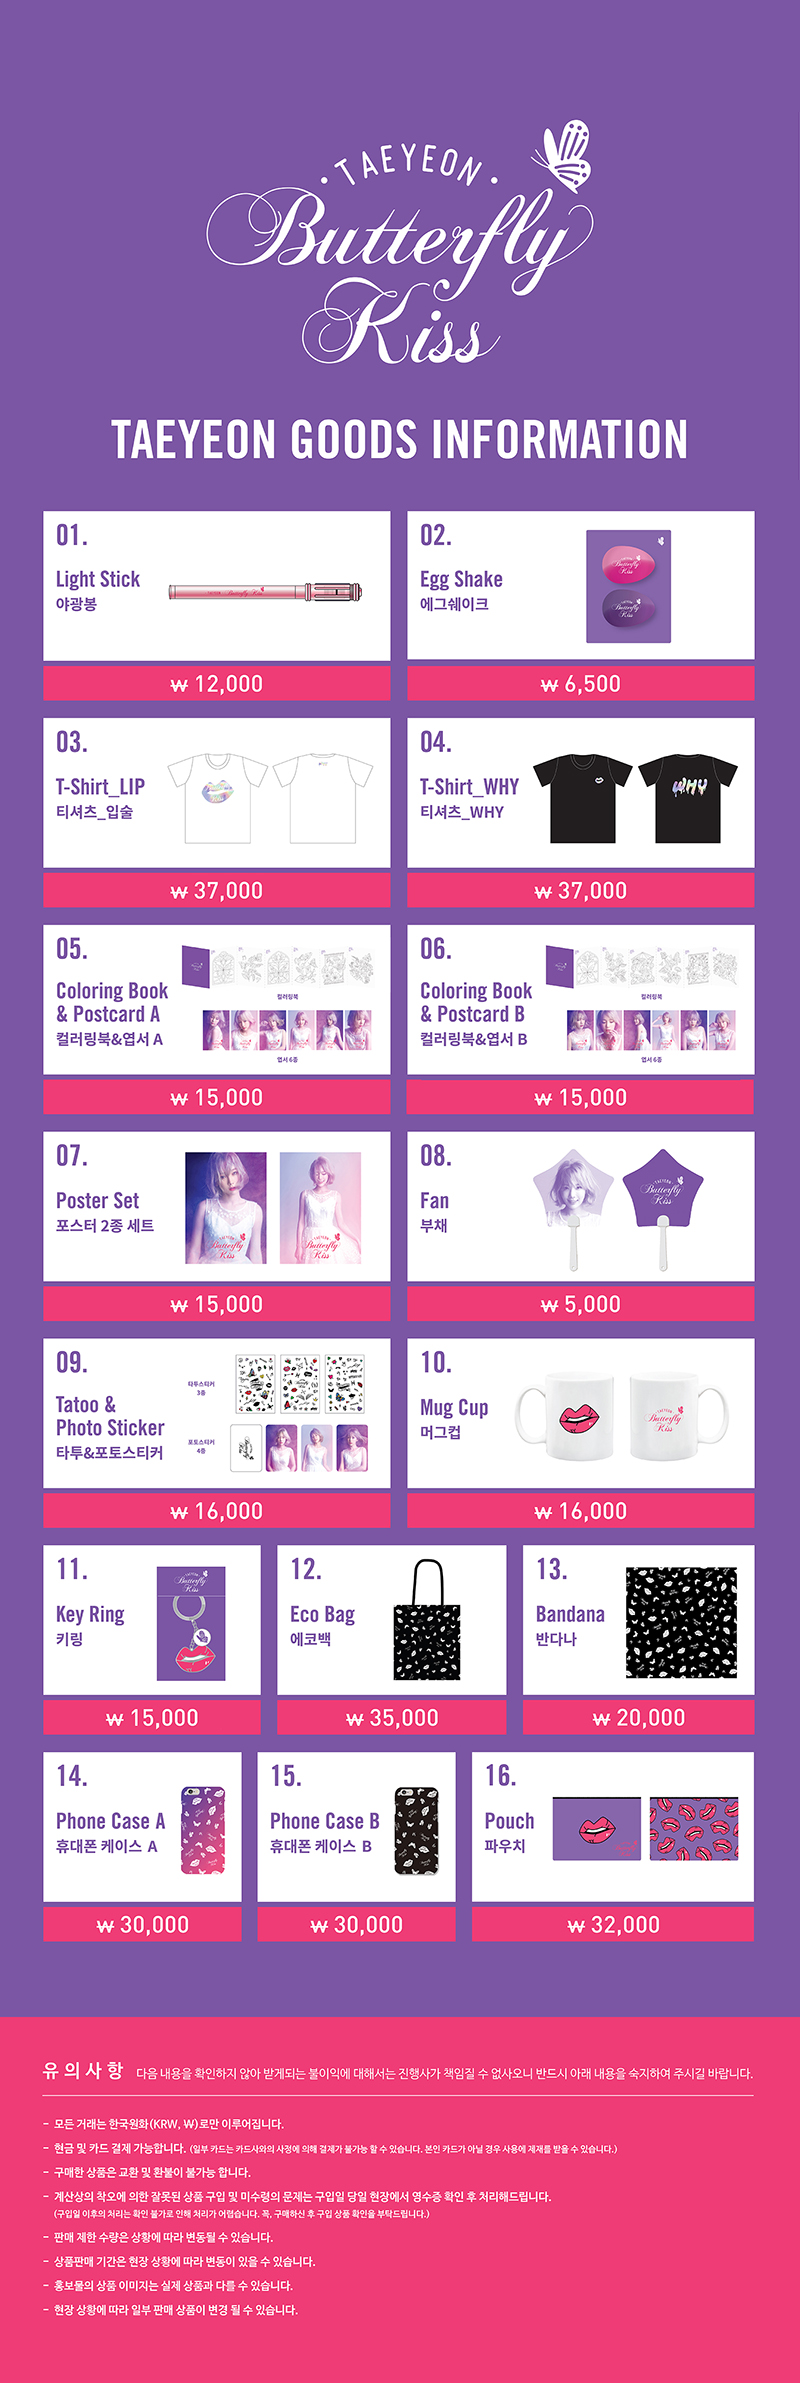 · TAEYEON ·
Butterfly
Kiss
TAEYEON GOODS INFORMATION
01.
Light Stick
야광봉
₩ 12,000
02.
Egg Shake
에그쉐이크
₩ 6,500
03.
T-Shirt_LIP
티셔츠_입술
₩ 37,000
04.
T-Shirt_WHY
티셔츠_WHY
WHY
₩ 37,000
05.
Coloring Book
& Postcard A
컬러링북&엽서 A
컬러링북
엽서 6종
₩ 15,000
06.
Coloring Book
& Postcard B
컬러링북&엽서 B
컬러링북
엽서 6종
₩ 15,000
07.
Poster Set
포스터 2종 세트
TAEYEON
Butterfly
Kiss
TAEYEON
Butterfly
Kiss
₩ 15,000
08.
Fan
부채
TAEYEON
Butterfly
Kiss
₩ 5,000
09.
Tatoo &
Photo Sticker
타투&포토스티커
타투스티커
3종
포토스티커
4종
₩ 16,000
10.
Mug Cup
머그컵
TAEYEON
Butterfly
Kiss
₩ 16,000
11.
Key Ring
키링
TAEYEON
Butterfly
Kiss
₩ 15,000
12.
Eco Bag
에코백
₩ 35,000
13.
Bandana
반다나
₩ 20,000
14.
Phone Case A
휴대폰 케이스 A
₩ 30,000
15.
Phone Case B
휴대폰 케이스 B
₩ 30,000
16.
Pouch
파우치
₩ 32,000
유의사항 다음 내용을 확인하지 않아 받게되는 불이익에 대해서는 진행사가 책임질 수 없사오니 반드시 아래 내용을 숙지하여 주시길 바랍니다.
- 모든 거래는 한국원화(KRW, ₩)로만 이루어집니다.
- 현금 및 카드 결제 가능합니다. (일부 카드는 카드사와의 사정에 의해 결제가 불가능 할 수 있습니다. 본인 카드가 아닐 경우 사용에 제재를 받을 수 있습니다.)
- 구매한 상품은 교환 및 환불이 불가능 합니다.
- 계산상의 착오에 의한 잘못된 상품 구입 및 미수령의 문제는 구입일 당일 현장에서 영수증 확인 후 처리해드립니다.
(구입일 이후의 처리는 확인 불가로 인해 처리가 어렵습니다. 꼭, 구매하신 후 구입 상품 확인을 부탁드립니다.)
- 판매 제한 수량은 상황에 따라 변동될 수 있습니다.
- 상품판매 기간은 현장 상황에 따라 변동이 있을 수 있습니다.
- 홍보물의 상품 이미지는 실제 상품과 다를 수 있습니다.
- 현장 상황에 따라 일부 판매 상품이 변경 될 수 있습니다.